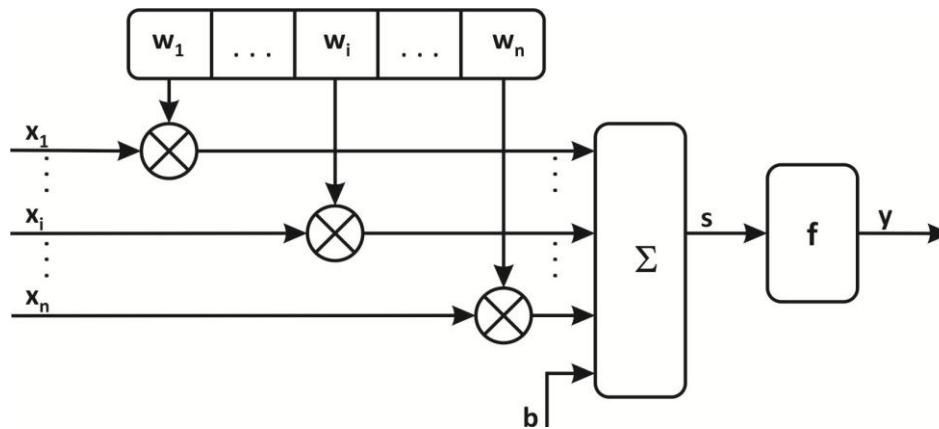 w₁ . . . wᵢ . . . wₙ
x₁
xᵢ
xₙ
Σ
s
f
y
b